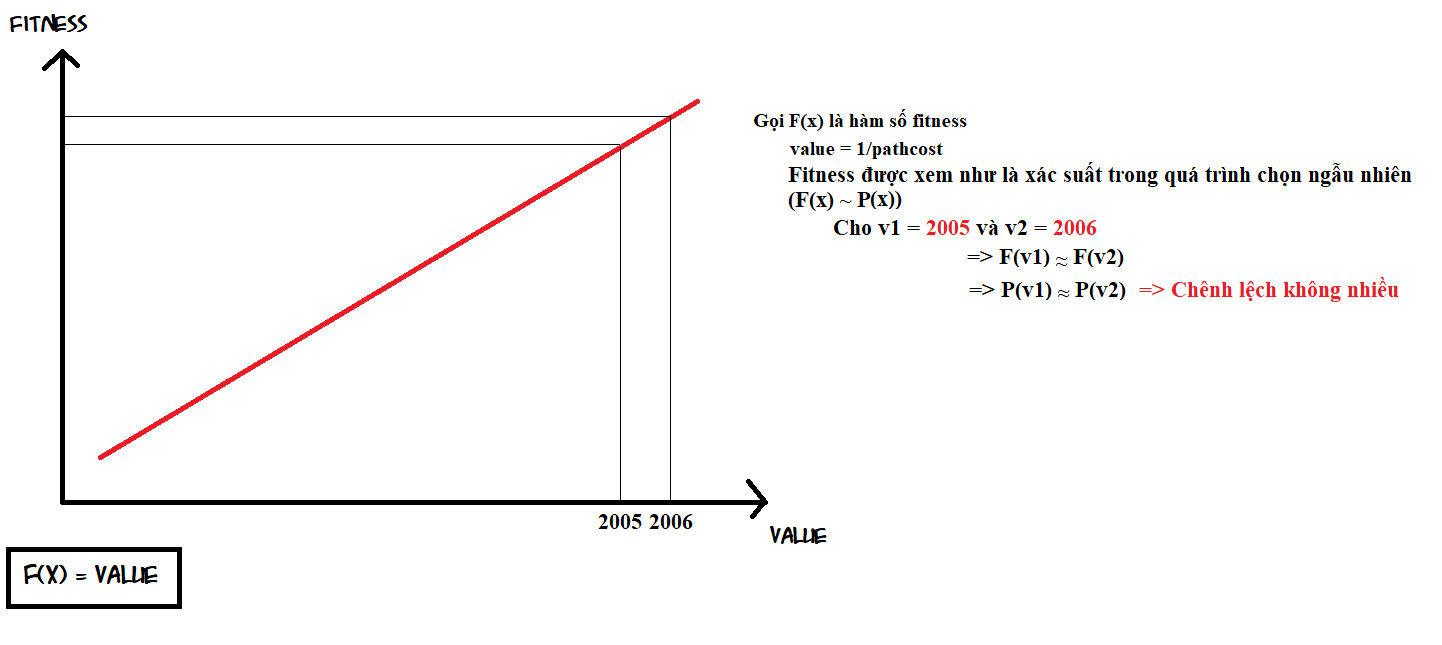 FITNESS
Gọi F(x) là hàm số fitness
value = 1/pathcost
Fitness được xem như là xác suất trong quá trình chọn ngẫu nhiên
(F(x) ~ P(x))
Cho v1 = 2005 và v2 = 2006
=> F(v1) ≈ F(v2)
=> P(v1) ≈ P(v2) => Chênh lệch không nhiều
2005 2006
VALUE
F(X) = VALUE